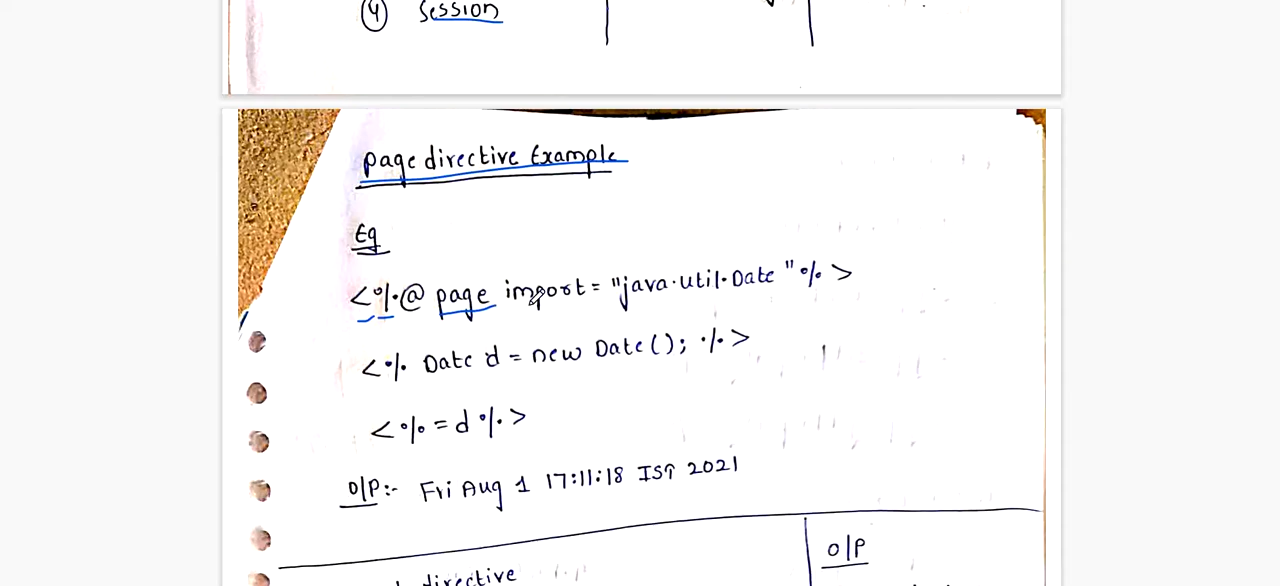 ④ Session
page directive Example
Eg
<%@ page import = "java.util.Date" %>
<% Date d = new Date(); %>
<% = d %>
O/P:- Fri Aug 1 17:11:18 IST 2021
directive
O/P